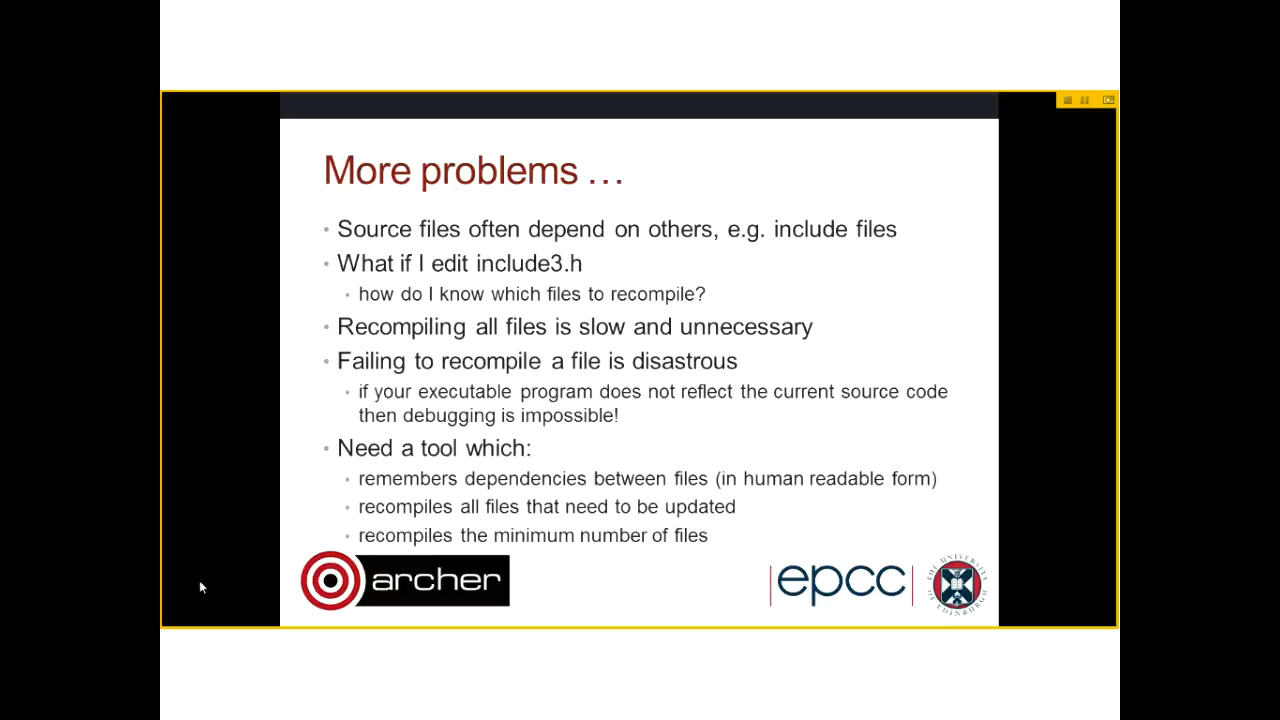 More problems …
• Source files often depend on others, e.g. include files
• What if I edit include3.h
• how do I know which files to recompile?
• Recompiling all files is slow and unnecessary
• Failing to recompile a file is disastrous
• if your executable program does not reflect the current source code
then debugging is impossible!
• Need a tool which:
• remembers dependencies between files (in human readable form)
• recompiles all files that need to be updated
• recompiles the minimum number of files
archer
epcc
THE UNIVERSITY OF EDINBURGH